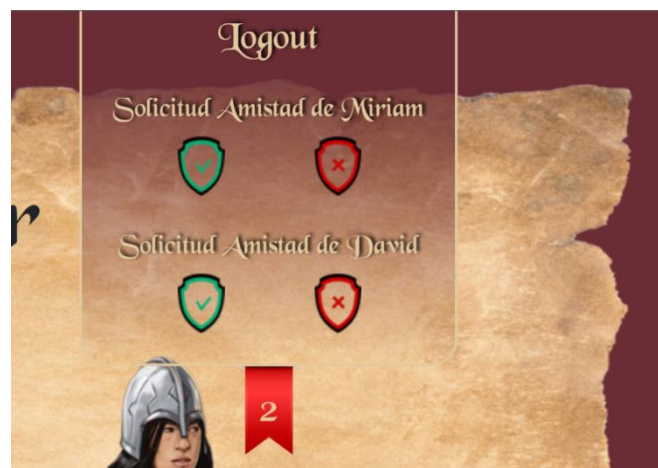 Logout
Solicitud Amistad de Miriam
r
Solicitud Amistad de David
2